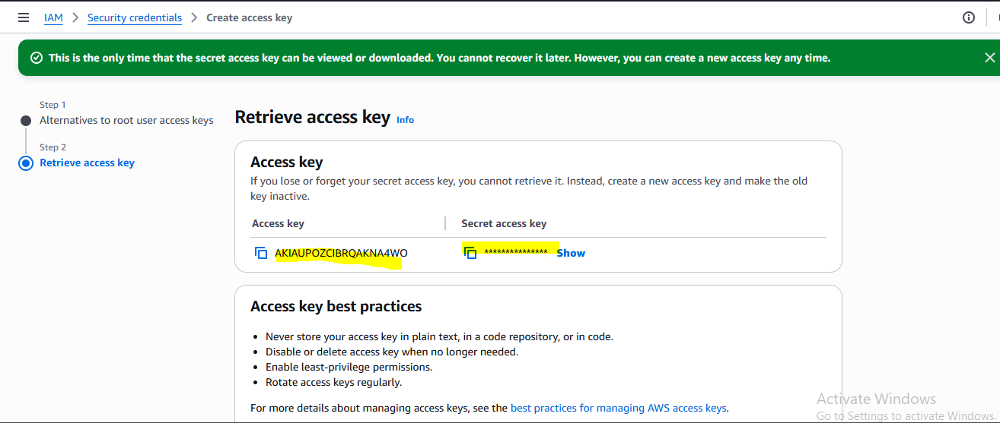 IAM > Security credentials > Create access key
This is the only time that the secret access key can be viewed or downloaded. You cannot recover it later. However, you can create a new access key any time.
Step 1
Alternatives to root user access keys
Step 2
Retrieve access key
Retrieve access key Info
Access key
If you lose or forget your secret access key, you cannot retrieve it. Instead, create a new access key and make the old
key inactive.
Access key Secret access key
AKIAUPOZCIBRQAKNA4WO *************** Show
Access key best practices
• Never store your access key in plain text, in a code repository, or in code.
• Disable or delete access key when no longer needed.
• Enable least-privilege permissions.
• Rotate access keys regularly.
For more details about managing access keys, see the best practices for managing AWS access keys.
Activate Windows
Go to Settings to activate Windows.